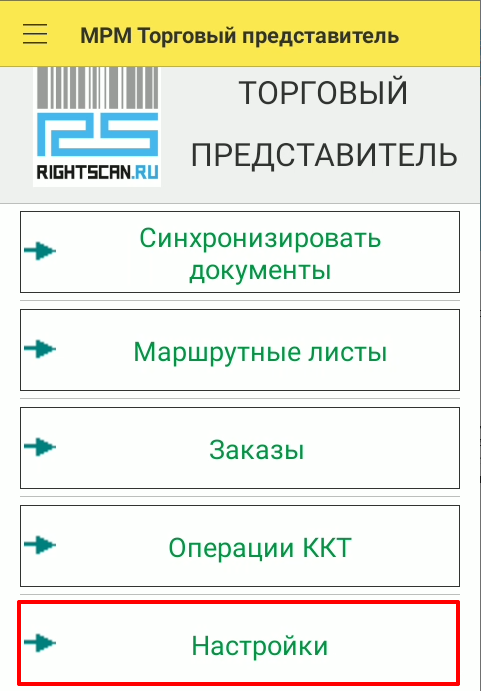 МРМ Торговый представитель
ТОРГОВЫЙ
ПРЕДСТАВИТЕЛЬ
RIGHTSCAN.RU
Синхронизировать
документы
Маршрутные листы
Заказы
Операции ККТ
Настройки